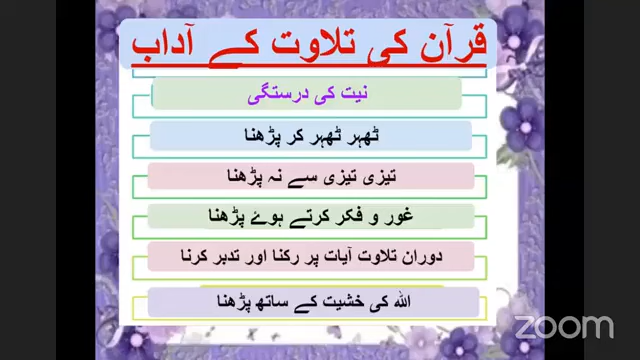 قرآن کی تلاوت کے آداب
نیت کی درستگی
ٹھہر ٹھہر کر پڑھنا
تیزی تیزی سے نہ پڑھنا
غور و فکر کرتے ہوۓ پڑھنا
دوران تلاوت آیات پر رکنا اور تدبر کرنا
اللہ کی خشیت کے ساتھ پڑھنا
zoom